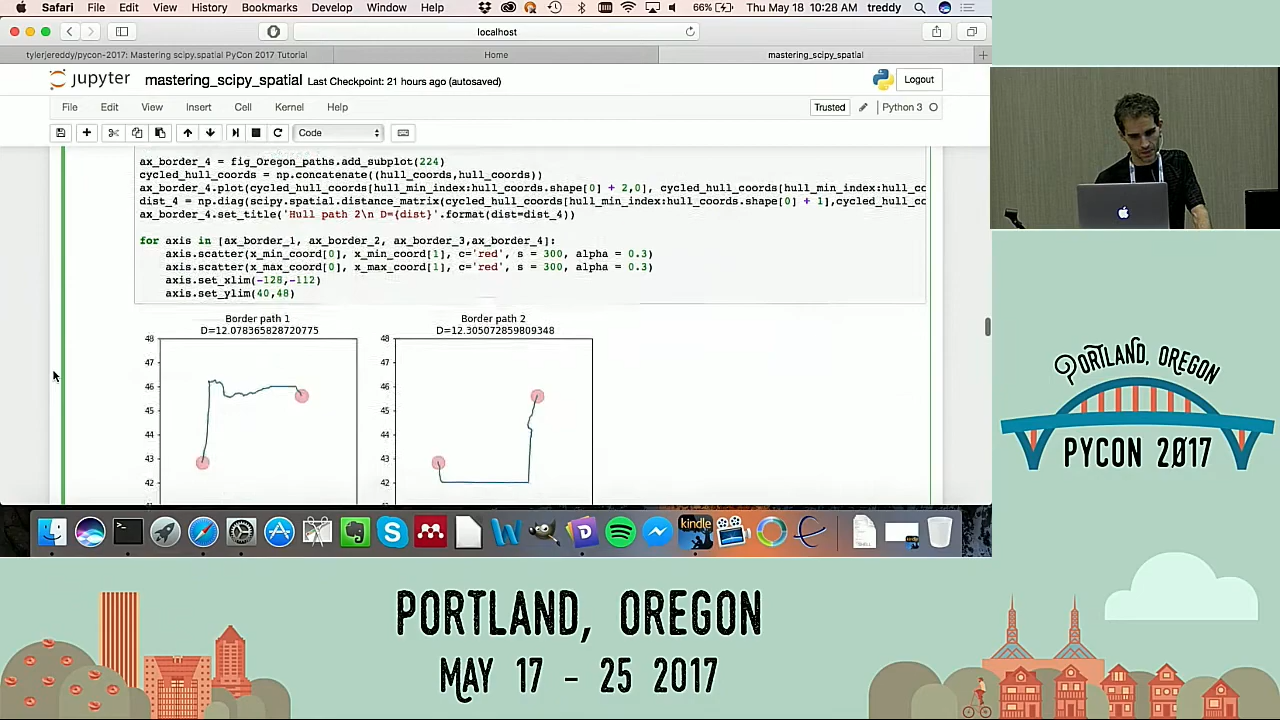 Safari File Edit View History Bookmarks Develop Window Help 66% Thu May 18 10:28 AM treddy
localhost
tylerjereddy/pycon-2017: Mastering scipy.spatial PyCon 2017 Tutorial Home mastering_scipy_spatial
jupyter mastering_scipy_spatial Last Checkpoint: 21 hours ago (autosaved) Logout
File Edit View Insert Cell Kernel Help Trusted Python 3
Code
ax_border_4 = fig_Oregon_paths.add_subplot(224)
cycled_hull_coords = np.concatenate((hull_coords,hull_coords))
ax_border_4.plot(cycled_hull_coords[hull_min_index:hull_coords.shape[0] + 2,0], cycled_hull_coords[hull_min_index:hull_co
dist_4 = np.diag(scipy.spatial.distance_matrix(cycled_hull_coords[hull_min_index:hull_coords.shape[0] + 1],cycled_hull_coor
ax_border_4.set_title('Hull path 2\n D={dist}'.format(dist=dist_4))
for axis in [ax_border_1, ax_border_2, ax_border_3,ax_border_4]:
axis.scatter(x_min_coord[0], x_min_coord[1], c='red', s = 300, alpha = 0.3)
axis.scatter(x_max_coord[0], x_max_coord[1], c='red', s = 300, alpha = 0.3)
axis.set_xlim(-128,-112)
axis.set_ylim(40,48)
Border path 1
D=12.078365828720775
48
47
46
45
44
43
42
Border path 2
D=12.305072859809348
48
47
46
45
44
43
42
kindle
PORTLAND, OREGON
PYCON 2017
PORTLAND, OREGON
MAY 17 - 25 2017